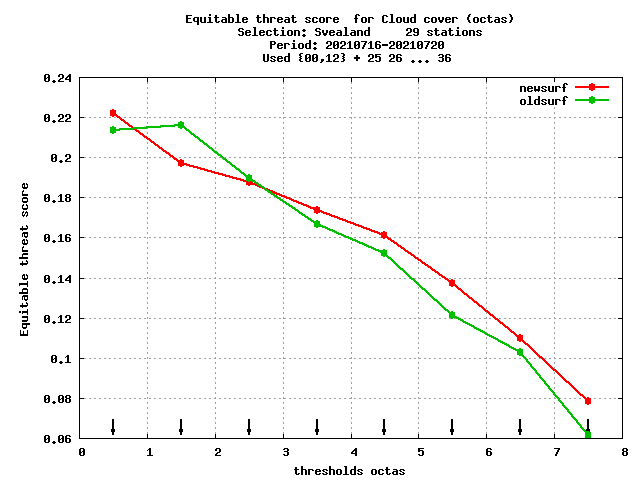 Equitable threat score  for Cloud cover (octas)
Selection: Svealand     29 stations
Period: 20210716-20210720
Used {00,12} + 25 26 ... 36
newsurf
oldsurf
Equitable threat score
0.24
0.22
0.2
0.18
0.16
0.14
0.12
0.1
0.08
0.06
0 1 2 3 4 5 6 7 8
thresholds octas